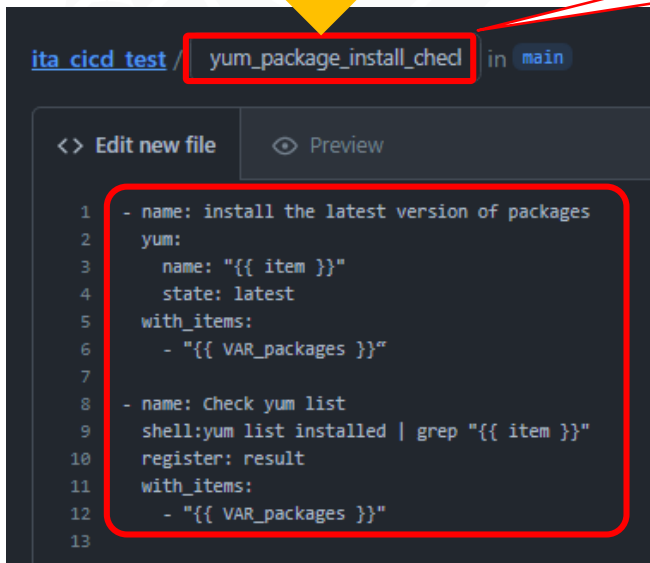 ita_cicd_test / yum_package_install_checl in main
<> Edit new file Preview
1 - name: install the latest version of packages
2 yum:
3 name: "{{ item }}"
4 state: latest
5 with_items:
6 - "{{ VAR_packages }}“
7
8 - name: Check yum list
9 shell:yum list installed | grep "{{ item }}"
10 register: result
11 with_items:
12 - "{{ VAR_packages }}"
13